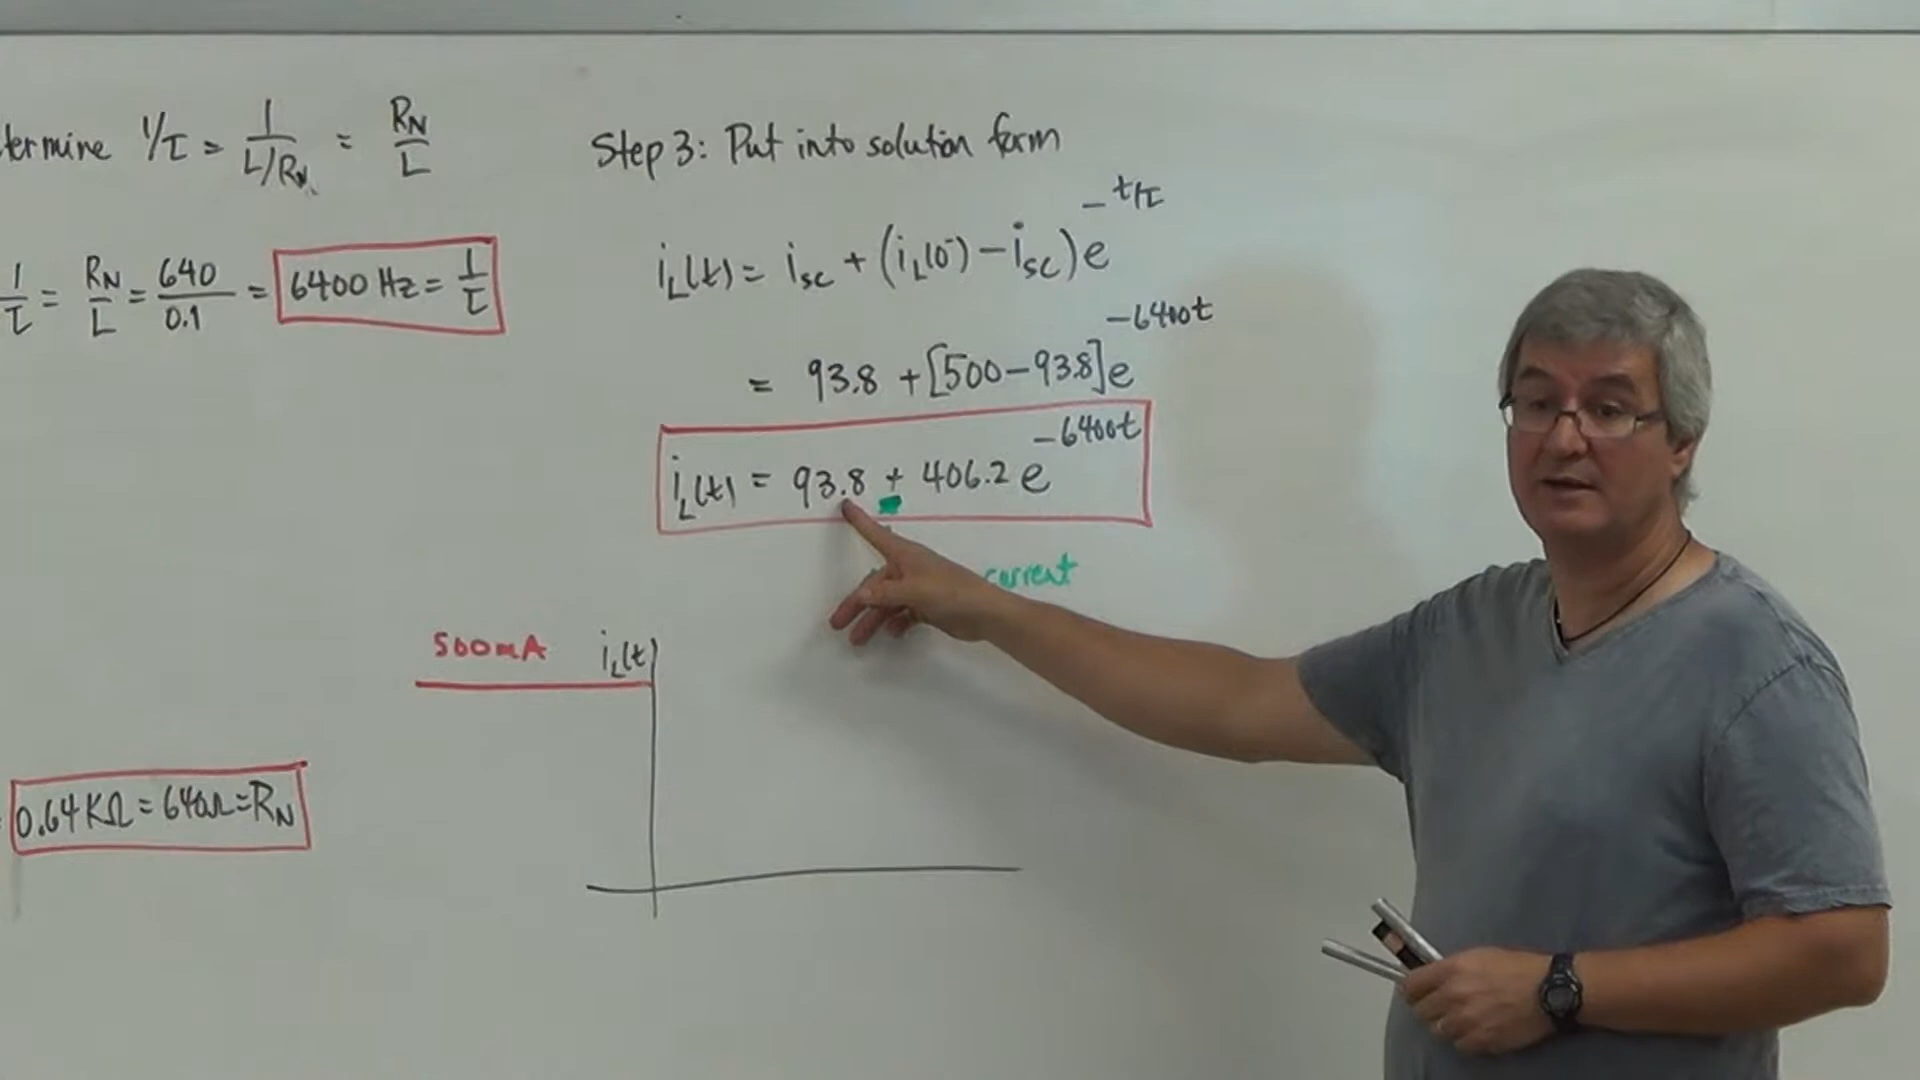 termine 1/τ = 1/(L/R_N) = R_N/L
1/τ = R_N/L = 640/0.1 = 6400 Hz = 1/τ
0.64 KΩ = 640Ω = R_N
Step 3: Put into solution form
i_L(t) = i_sc + (i_L(0⁻) - i_sc) e^(-t/τ)
= 93.8 + [500 - 93.8] e^(-6400t)
i_L(t) = 93.8 + 406.2 e^(-6400t)
current
500mA i_L(t)